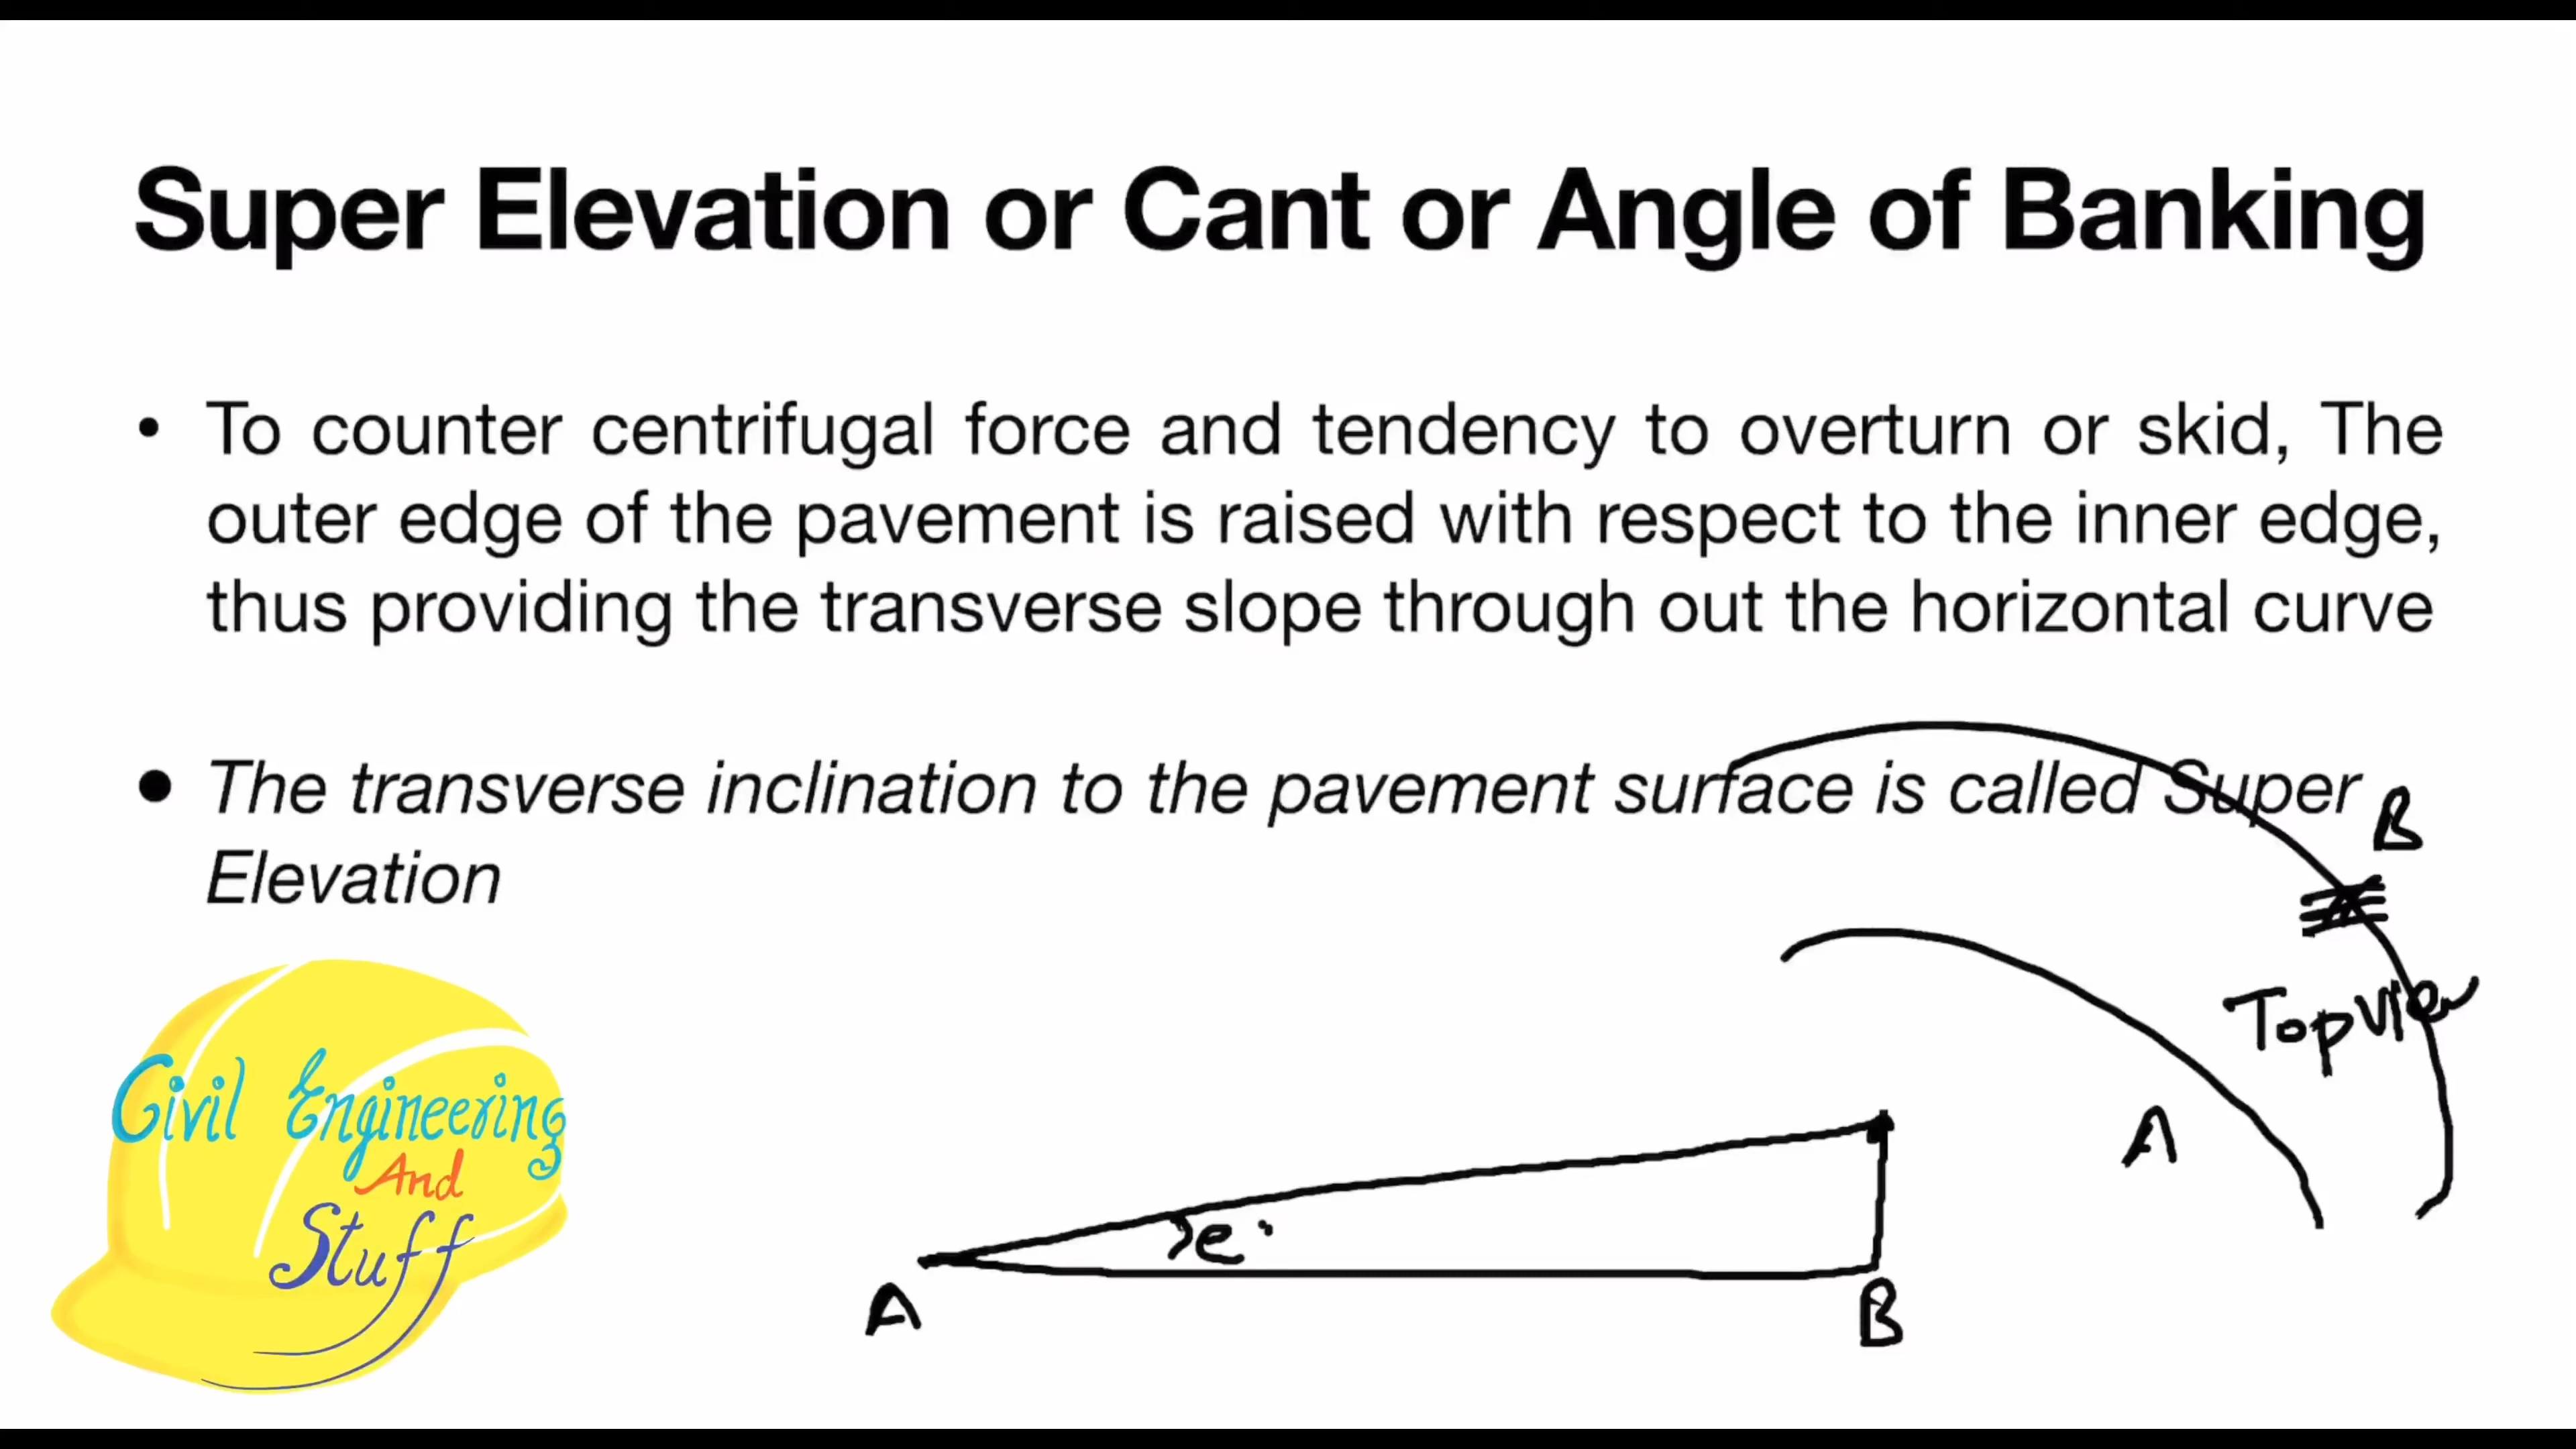 Super Elevation or Cant or Angle of Banking
• To counter centrifugal force and tendency to overturn or skid, The
outer edge of the pavement is raised with respect to the inner edge,
thus providing the transverse slope through out the horizontal curve
• The transverse inclination to the pavement surface is called Super
Elevation
B
Top View
A
e
A
B
Civil Engineering
And
Stuff